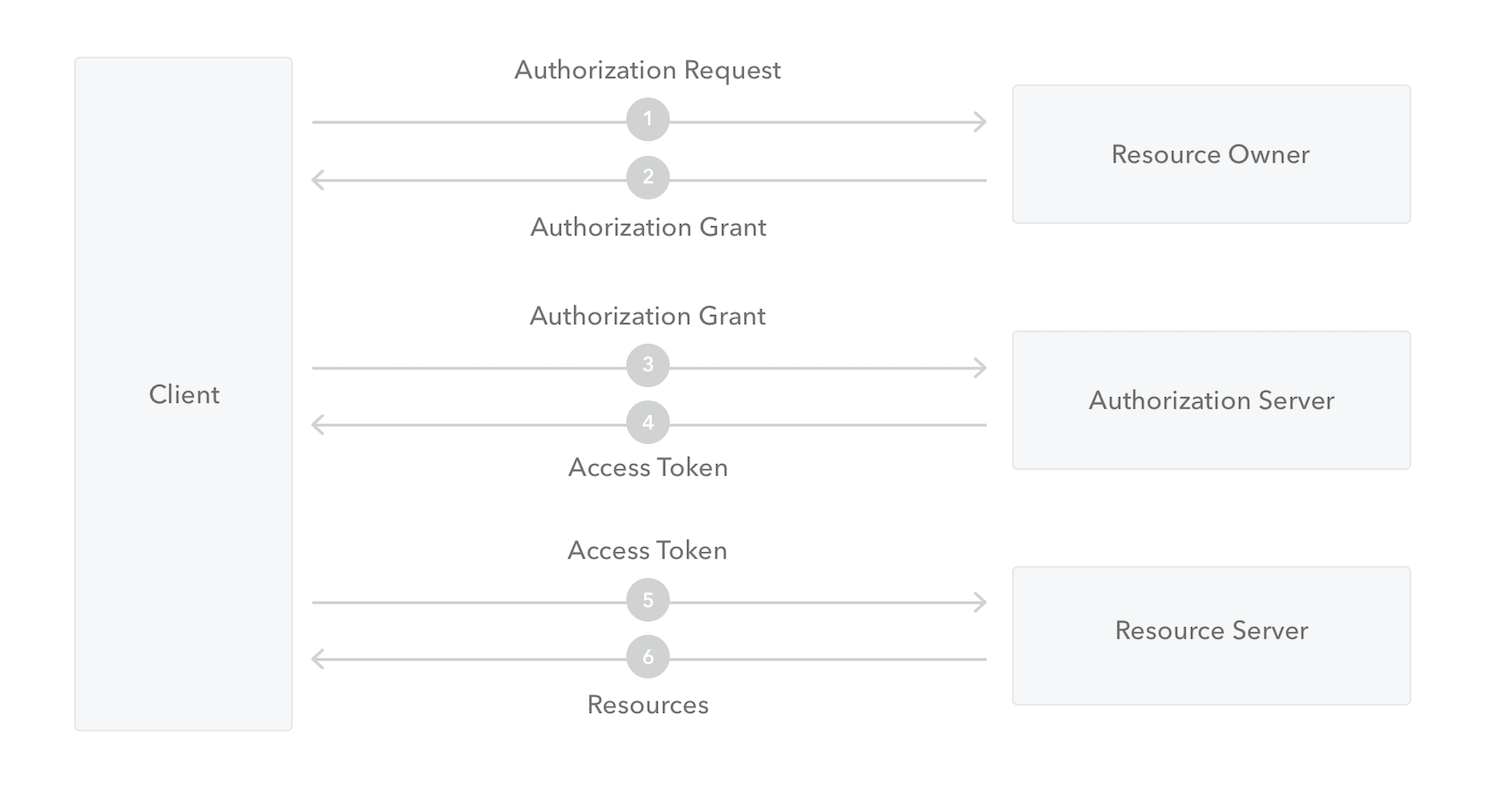 Authorization Request
1
Resource Owner
2
Authorization Grant
Authorization Grant
3
Client
Authorization Server
4
Access Token
Access Token
5
Resource Server
6
Resources